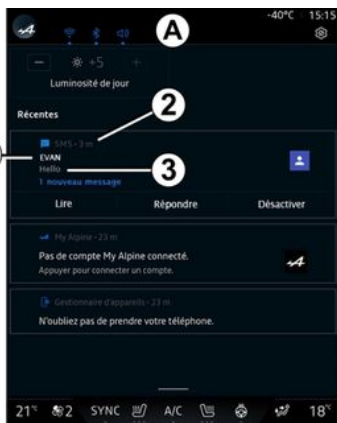 -40°C 15:15
A
+5
Luminosité de jour
2
Récentes
SMS • 3 m
EVAN
Hello
3
1 nouveau message
Lire Répondre Désactiver
My Alpine • 23 m
Pas de compte My Alpine connecté.
Appuyer pour connecter un compte.
Gestionnaire d'appareils • 23 m
N'oubliez pas de prendre votre téléphone.
21°C 2 SYNC A/C 18°C